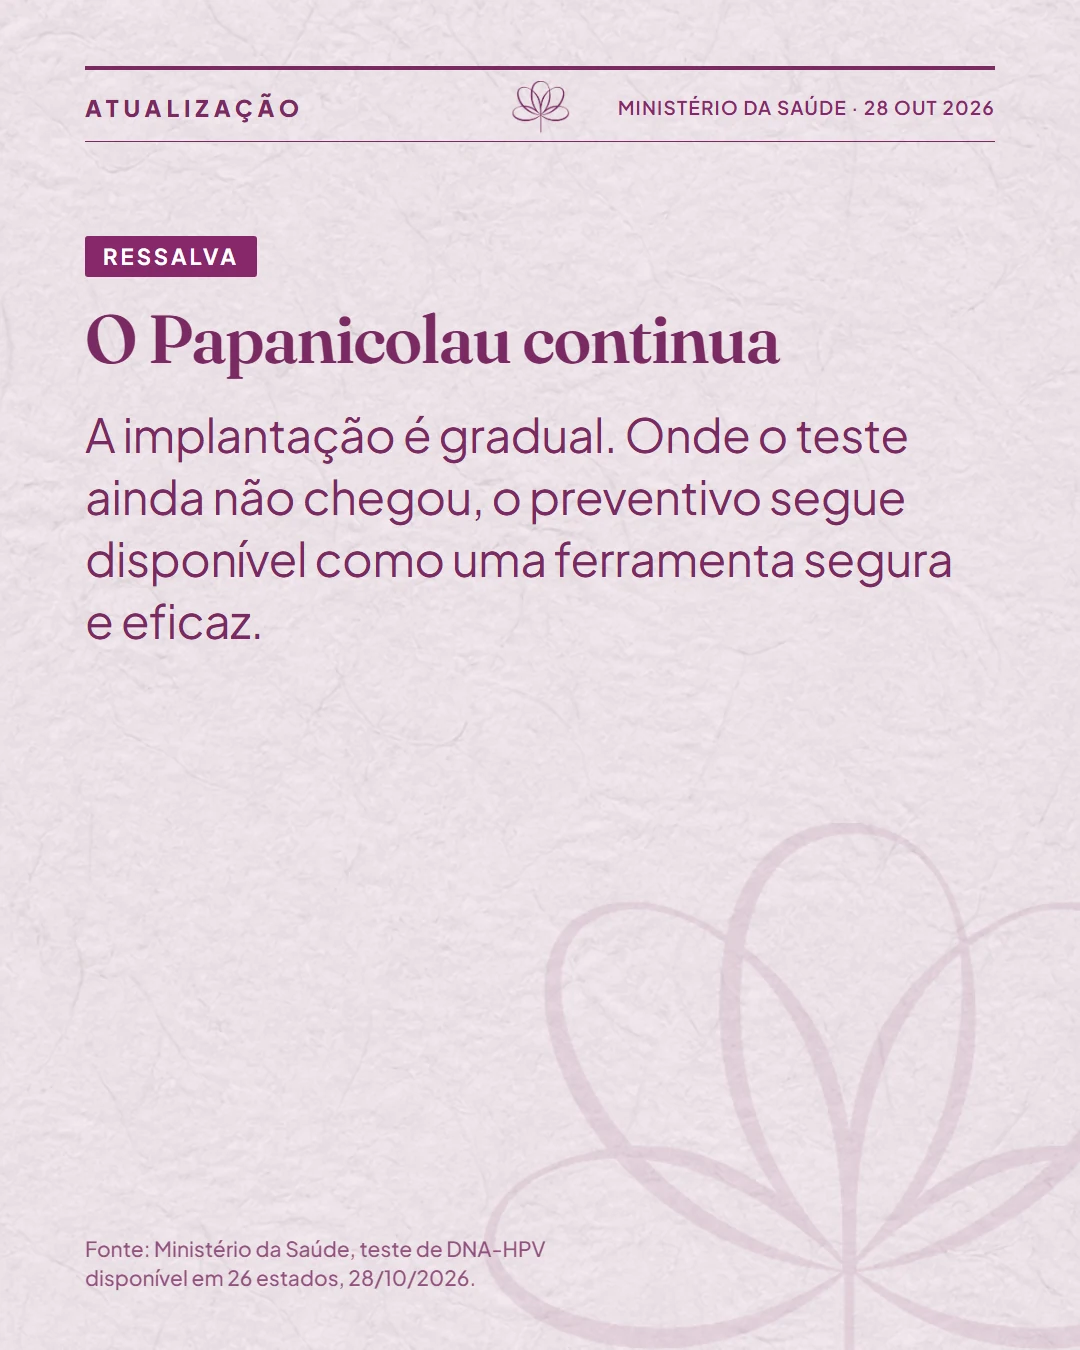 ATUALIZAÇÃO
MINISTÉRIO DA SAÚDE · 28 OUT 2026
RESSALVA
O Papanicolau continua
A implantação é gradual. Onde o teste
ainda não chegou, o preventivo segue
disponível como uma ferramenta segura
e eficaz.
Fonte: Ministério da Saúde, teste de DNA-HPV
disponível em 26 estados, 28/10/2026.